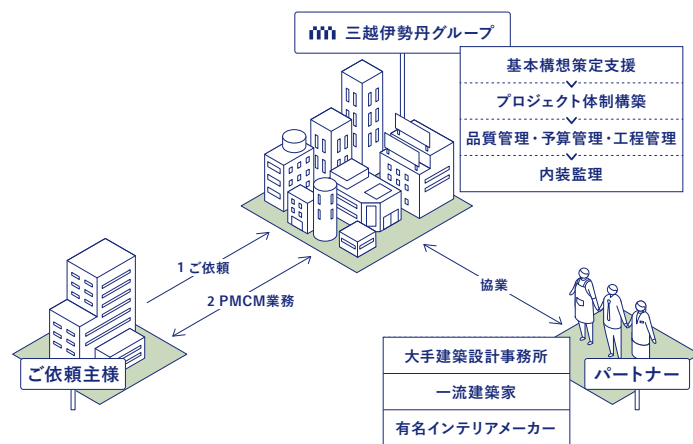 三越伊勢丹グループ
基本構想策定支援
プロジェクト体制構築
品質管理・予算管理・工程管理
内装監理
1 ご依頼
2 PMCM業務
協業
ご依頼主様
大手建築設計事務所
一流建築家
有名インテリアメーカー
パートナー